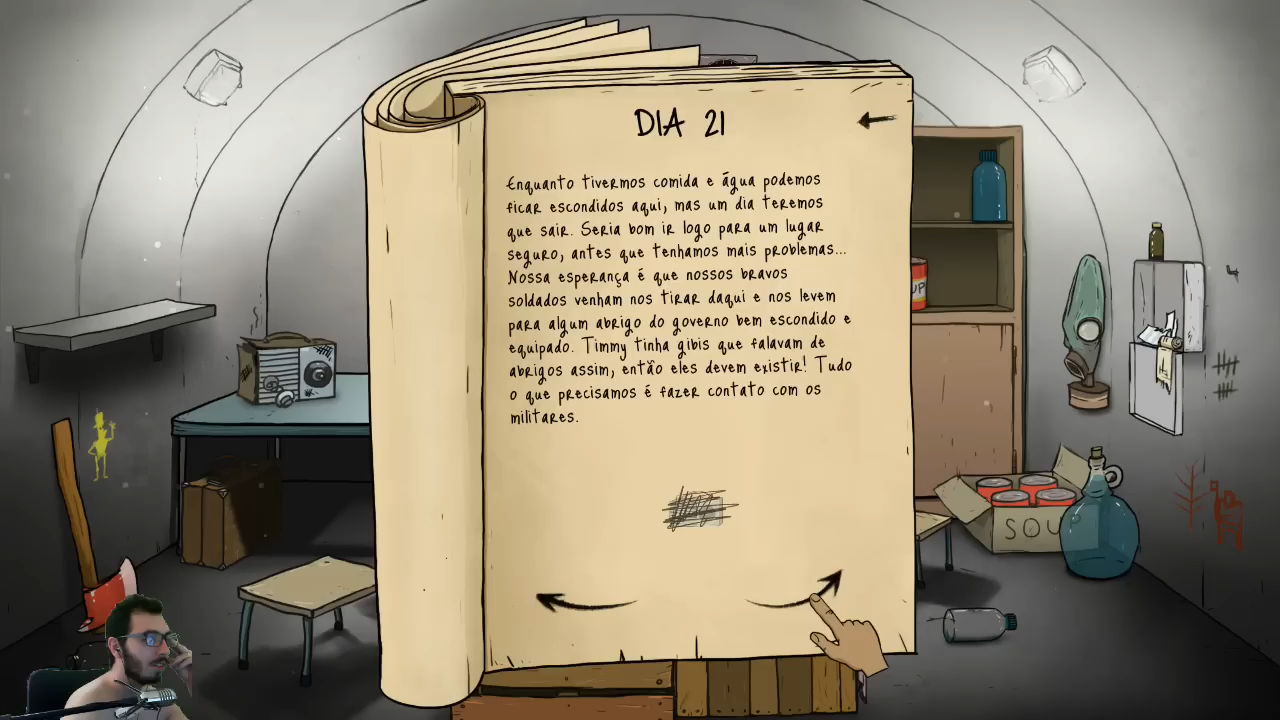 DIA 21
Enquanto tivermos comida e água podemos
ficar escondidos aqui, mas um dia teremos
que sair. Seria bom ir logo para um lugar
seguro, antes que tenhamos mais problemas...
Nossa esperança é que nossos bravos
soldados venham nos tirar daqui e nos levem
para algum abrigo do governo bem escondido e
equipado. Timmy tinha gibis que falavam de
abrigos assim, então eles devem existir! Tudo
o que precisamos é fazer contato com os
militares.
UP
SOUP